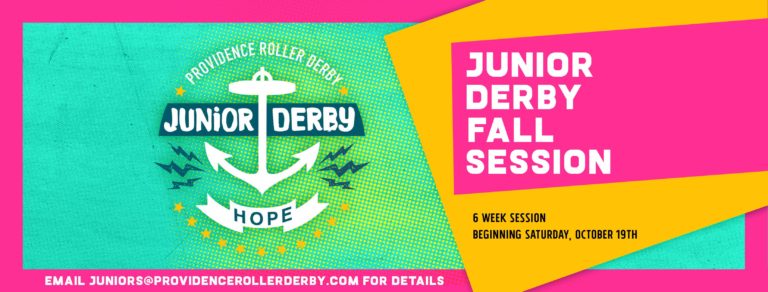 PROVIDENCE ROLLER DERBY
JUNiOR DERBY
HOPE
JUNIOR
DERBY
FALL
SESSION
6 WEEK SESSION
BEGINNING SATURDAY, OCTOBER 19TH
EMAIL JUNIORS@PROVIDENCEROLLERDERBY.COM FOR DETAILS